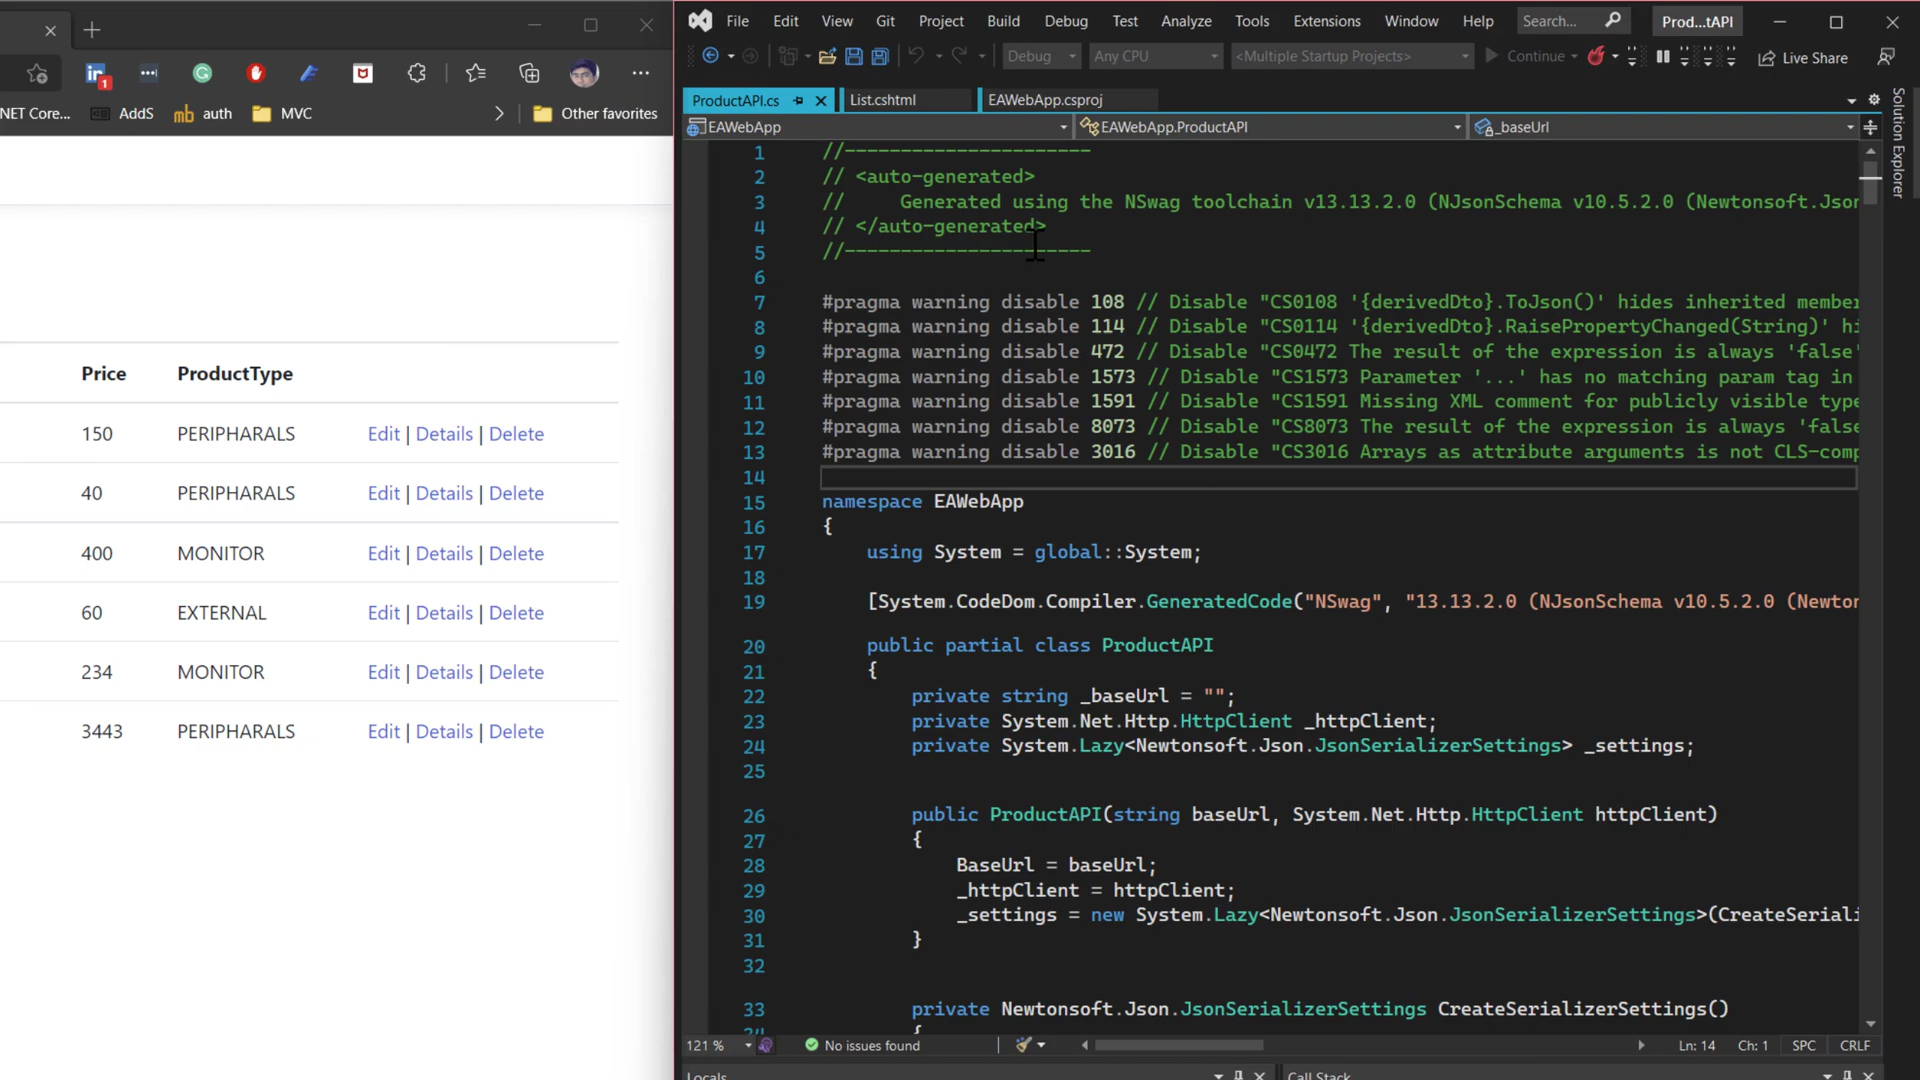 File Edit View Git Project Build Debug Test Analyze Tools Extensions Window Help Search... Prod...tAPI
Debug Any CPU <Multiple Startup Projects> Continue Live Share
1
NET Core... AddS mb auth MVC Other favorites
Price ProductType
150 PERIPHARALS Edit | Details | Delete
40 PERIPHARALS Edit | Details | Delete
400 MONITOR Edit | Details | Delete
60 EXTERNAL Edit | Details | Delete
234 MONITOR Edit | Details | Delete
3443 PERIPHARALS Edit | Details | Delete
ProductAPI.cs List.cshtml EAWebApp.csproj
EAWebApp EAWebApp.ProductAPI _baseUrl
Solution Explorer
1 //----------------------
2 // <auto-generated>
3 //     Generated using the NSwag toolchain v13.13.2.0 (NJsonSchema v10.5.2.0 (Newtonsoft.Json
4 // </auto-generated>
5 //----------------------
6
7 #pragma warning disable 108 // Disable "CS0108 '{derivedDto}.ToJson()' hides inherited member
8 #pragma warning disable 114 // Disable "CS0114 '{derivedDto}.RaisePropertyChanged(String)' hi
9 #pragma warning disable 472 // Disable "CS0472 The result of the expression is always 'false'
10 #pragma warning disable 1573 // Disable "CS1573 Parameter '...' has no matching param tag in
11 #pragma warning disable 1591 // Disable "CS1591 Missing XML comment for publicly visible type
12 #pragma warning disable 8073 // Disable "CS8073 The result of the expression is always 'false
13 #pragma warning disable 3016 // Disable "CS3016 Arrays as attribute arguments is not CLS-comp
14
15 namespace EAWebApp
16 {
17     using System = global::System;
18
19     [System.CodeDom.Compiler.GeneratedCode("NSwag", "13.13.2.0 (NJsonSchema v10.5.2.0 (Newton
20     public partial class ProductAPI
21     {
22         private string _baseUrl = "";
23         private System.Net.Http.HttpClient _httpClient;
24         private System.Lazy<Newtonsoft.Json.JsonSerializerSettings> _settings;
25
26         public ProductAPI(string baseUrl, System.Net.Http.HttpClient httpClient)
27         {
28             BaseUrl = baseUrl;
29             _httpClient = httpClient;
30             _settings = new System.Lazy<Newtonsoft.Json.JsonSerializerSettings>(CreateSeriali
31         }
32
33         private Newtonsoft.Json.JsonSerializerSettings CreateSerializerSettings()
34         {
121 % No issues found Ln: 14 Ch: 1 SPC CRLF
Locals Call Stack